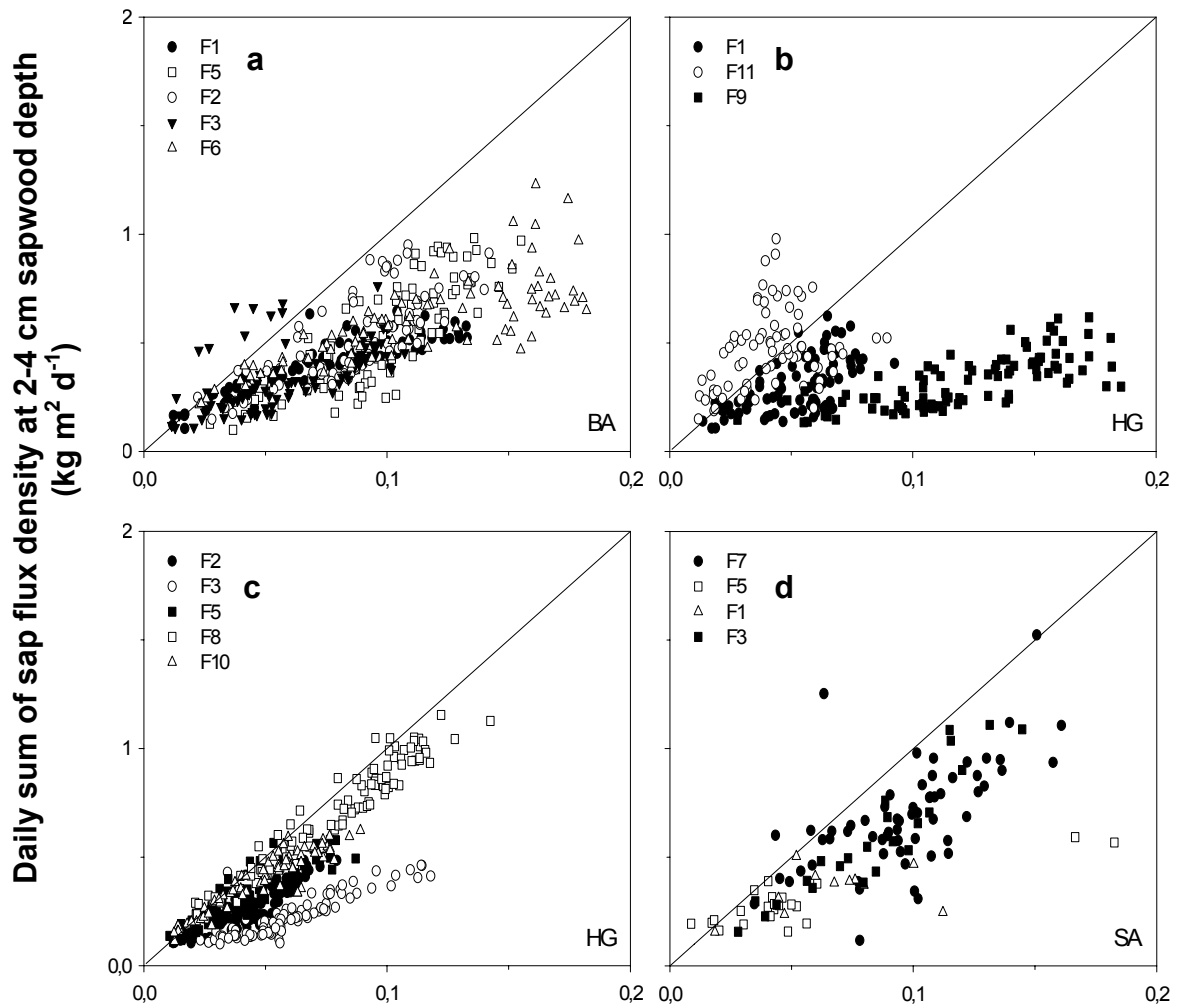 Daily sum of sap flux density at 2-4 cm sapwood depth
(kg m² d⁻¹)
2
1
0
F1
F5
F2
F3
F6
a
BA
0,0
0,1
0,2
F1
F11
F9
b
HG
0,0
0,1
0,2
2
1
0,0
F2
F3
F5
F8
F10
c
HG
0,0
0,1
0,2
F7
F5
F1
F3
d
SA
0,0
0,1
0,2